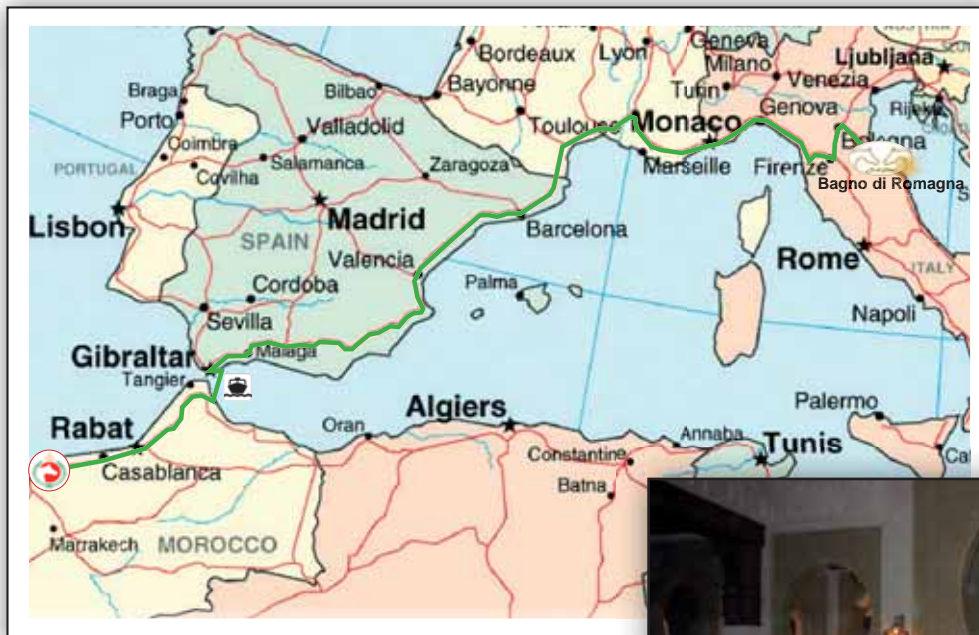 AUSTRIA
Bordeaux
Lyon
Geneva
Milano
Ljubljana
Bayonne
Turin
Venezia
Braga
Bilbao
Genova
Rijeka
Porto
Valladolid
Toulouse
Monaco
Bologna
Coimbra
Salamanca
Zaragoza
Marseille
Firenze
PORTUGAL
Covilha
Bagno di Romagna
Lisbon
Madrid
Barcelona
SPAIN
Valencia
Rome
ITALY
Cordoba
Palma
Sevilla
Napoli
Gibraltar
Malaga
Tangier
Palermo
Rabat
Algiers
Oran
Annaba
Tunis
Casablanca
Constantine
Batna
Marrakech
MOROCCO